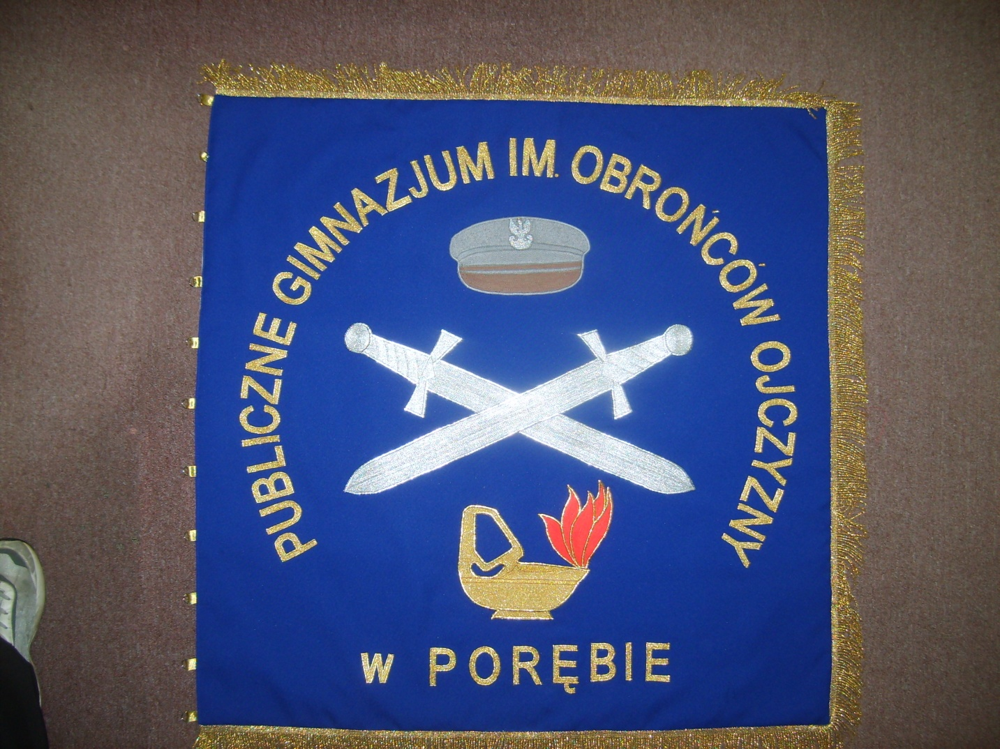 PUBLICZNE GIMNAZJUM IM. OBROŃCÓW OJCZYZNY
W PORĘBIE